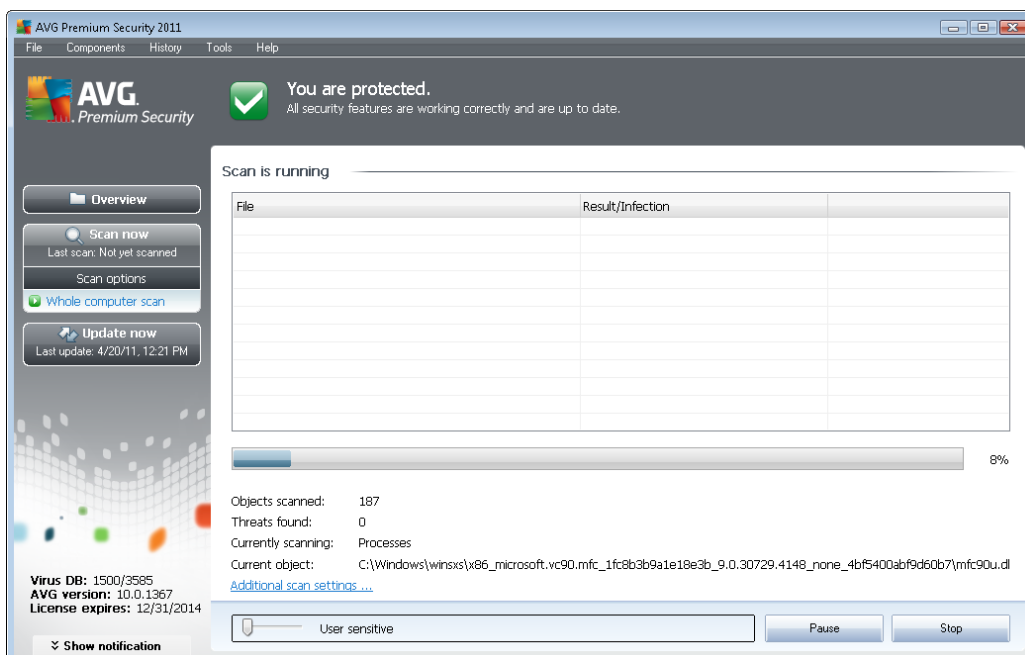 AVG Premium Security 2011
File Components History Tools Help
AVG.
Premium Security
You are protected.
All security features are working correctly and are up to date.
Overview
Scan now
Last scan: Not yet scanned
Scan options
Whole computer scan
Update now
Last update: 4/20/11, 12:21 PM
Virus DB: 1500/3585
AVG version: 10.0.1367
License expires: 12/31/2014
Show notification
Scan is running
File Result/Infection
8%
Objects scanned: 187
Threats found: 0
Currently scanning: Processes
Current object: C:\Windows\winsxs\x86_microsoft.vc90.mfc_1fc8b3b9a1e18e3b_9.0.30729.4148_none_4bf5400abf9d60b7\mfc90u.dl
Additional scan settings ...
User sensitive
Pause Stop